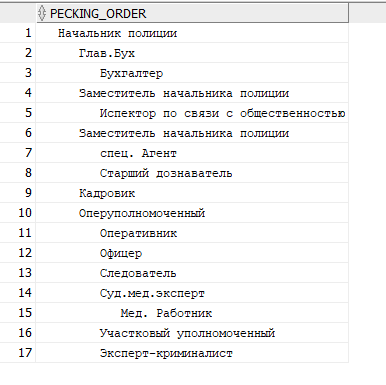 PECKING_ORDER
1 Начальник полиции
2 Глав.Бух
3 Бухгалтер
4 Заместитель начальника полиции
5 Испектор по связи с общественностью
6 Заместитель начальника полиции
7 спец. Агент
8 Старший дознаватель
9 Кадровик
10 Оперуполномоченный
11 Оперативник
12 Офицер
13 Следователь
14 Суд.мед.эксперт
15 Мед. Работник
16 Участковый уполномоченный
17 Эксперт-криминалист